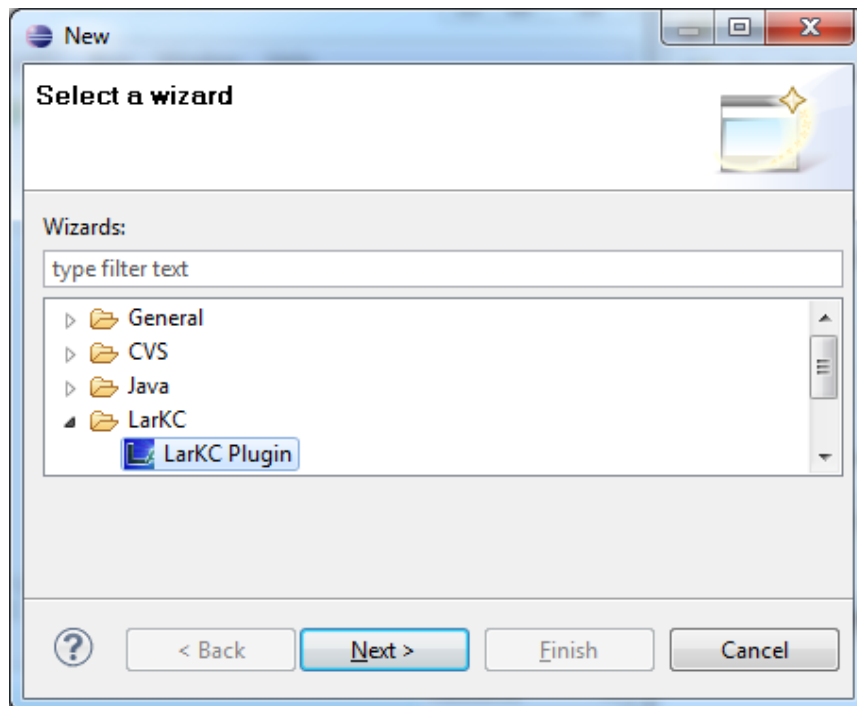 New
Select a wizard
Wizards:
type filter text
General
CVS
Java
LarKC
LarKC Plugin
? < Back Next > Finish Cancel